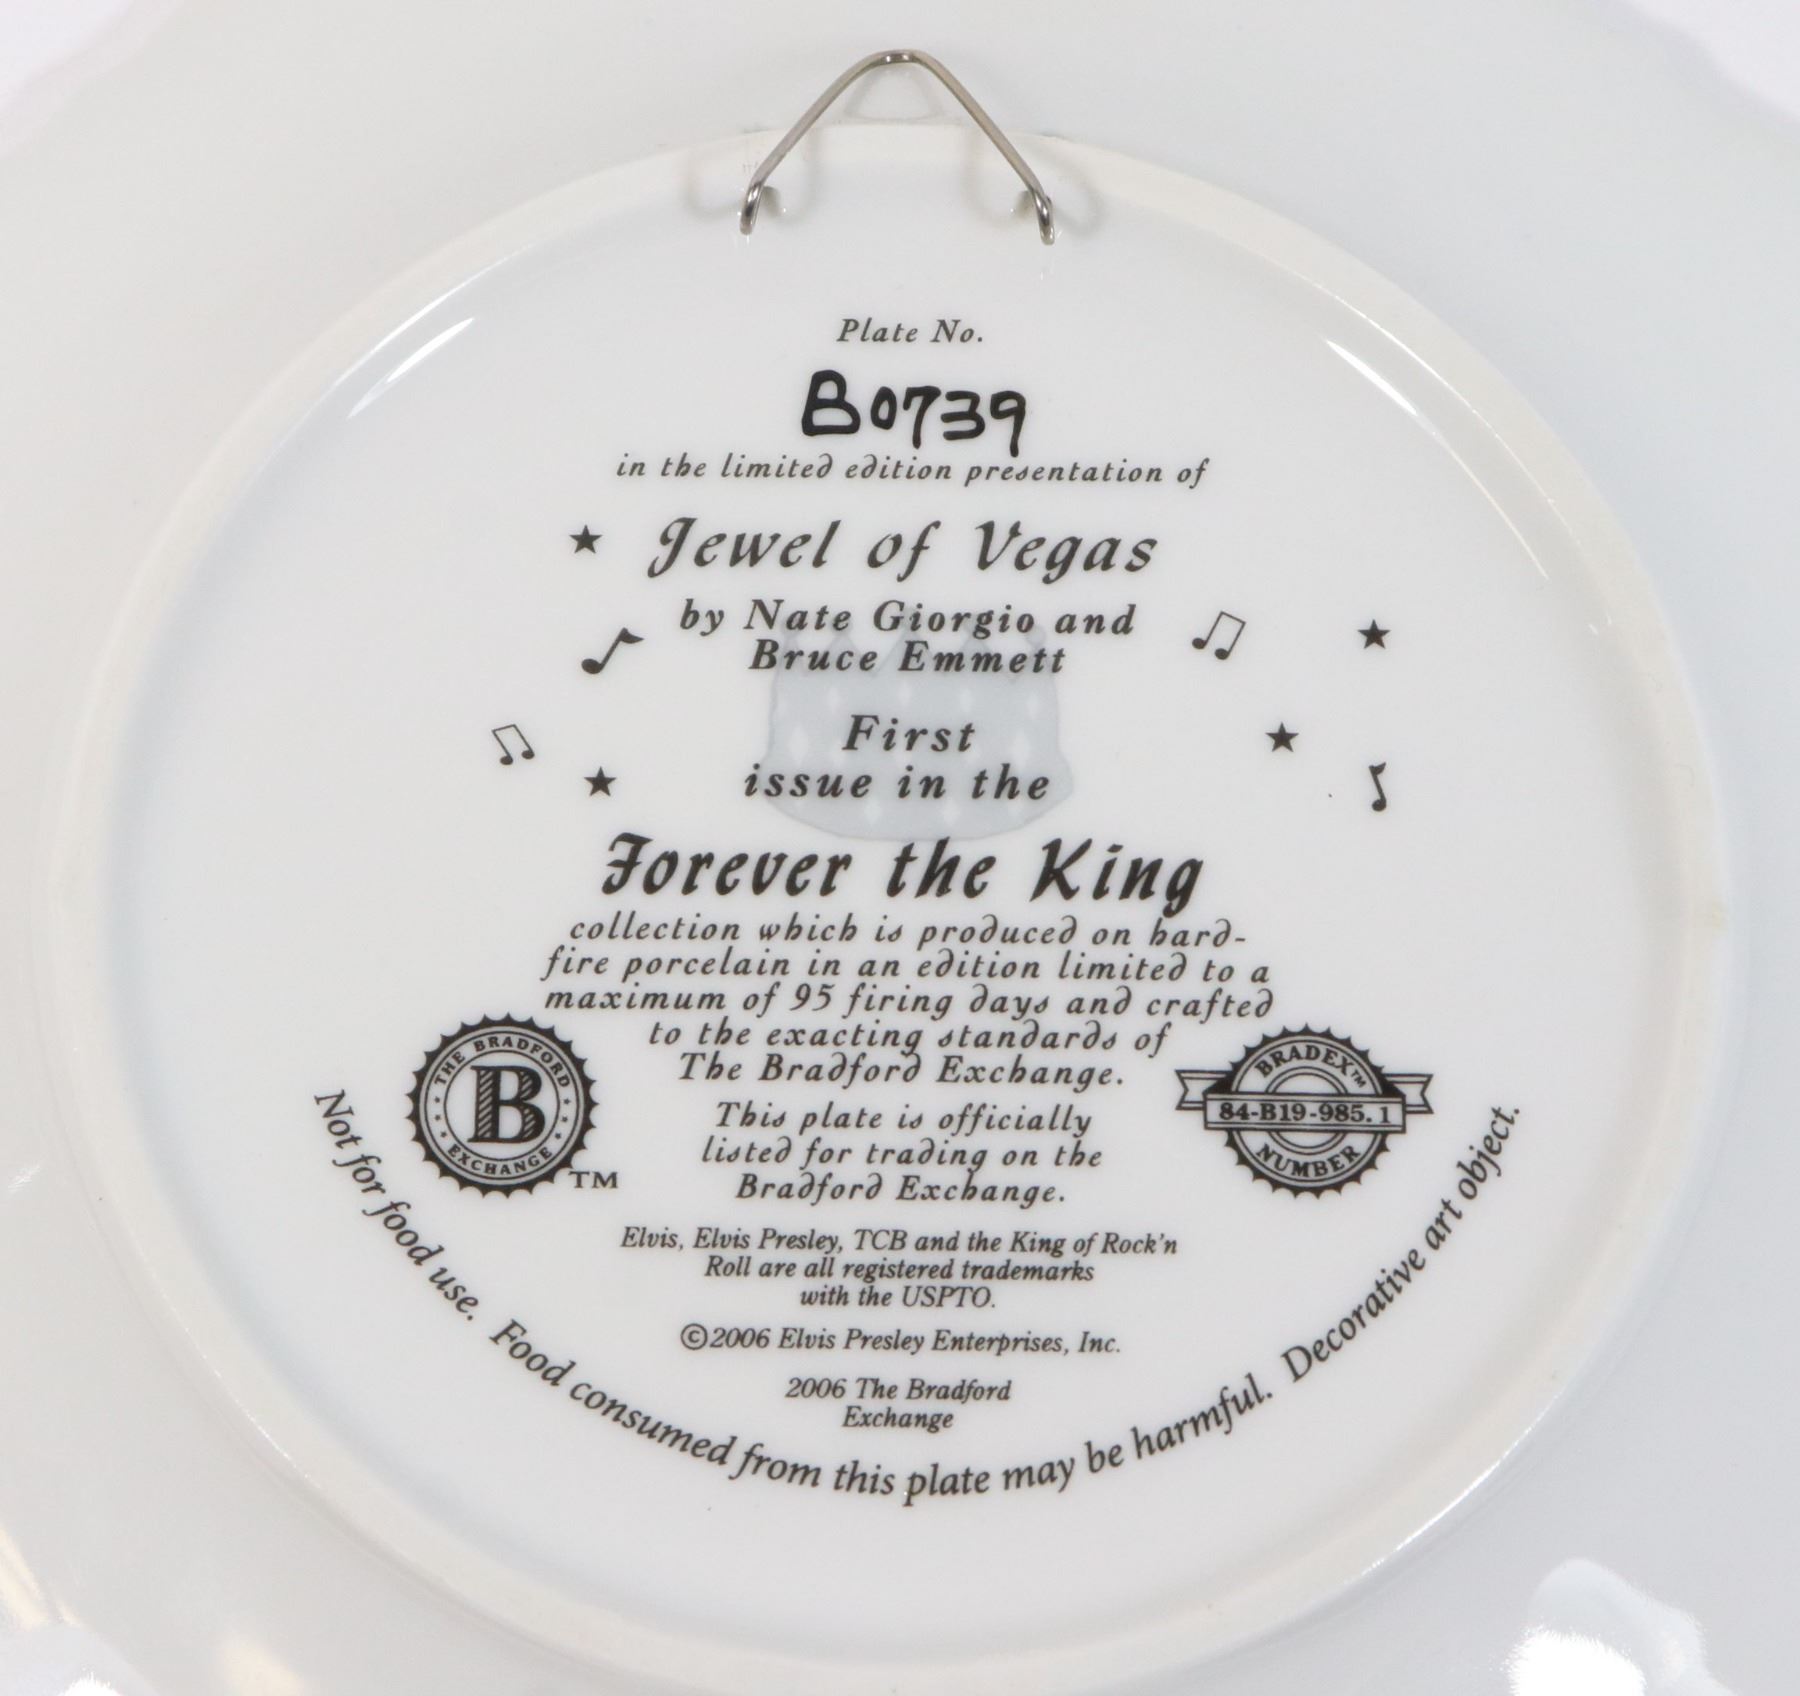 Plate No.
B0739
in the limited edition presentation of
Jewel of Vegas
by Nate Giorgio and
Bruce Emmett
First
issue in the
Forever the King
collection which is produced on hard-
fire porcelain in an edition limited to a
maximum of 95 firing days and crafted
to the exacting standards of
The Bradford Exchange.
This plate is officially
listed for trading on the
Bradford Exchange.
THE BRADFORD
B
EXCHANGE
TM
BRADEX™
84-B19-985.1
NUMBER
Elvis, Elvis Presley, TCB and the King of Rock'n
Roll are all registered trademarks
with the USPTO.
©2006 Elvis Presley Enterprises, Inc.
2006 The Bradford
Exchange
Not for food use. Food consumed from this plate may be harmful. Decorative art object.